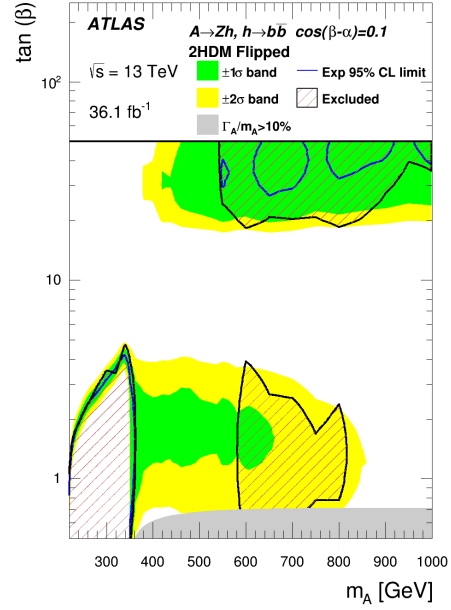 ATLAS
A→Zh, h→bb̅ cos(β-α)=0.1
2HDM Flipped
√s = 13 TeV
±1σ band
Exp 95% CL limit
36.1 fb⁻¹
±2σ band
Excluded
Γ_A/m_A>10%
tan (β)
10²
10
1
200 300 400 500 600 700 800 900 1000
m_A [GeV]